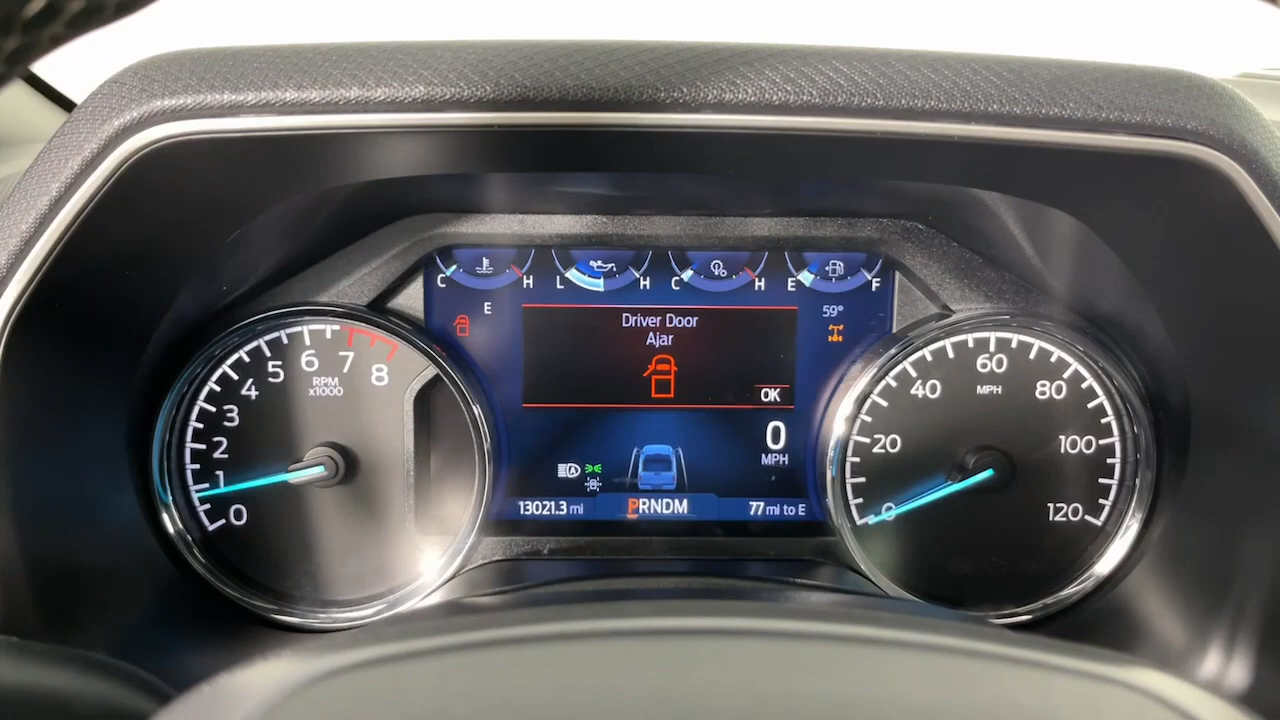 C H L H C H E F
E
59°
Driver Door
Ajar
OK
0
MPH
13021.3 mi
PRNDM
77 mi to E
0 1 2 3 4 5 6 7 8
RPM
x1000
0 20 40 60 80 100 120
MPH